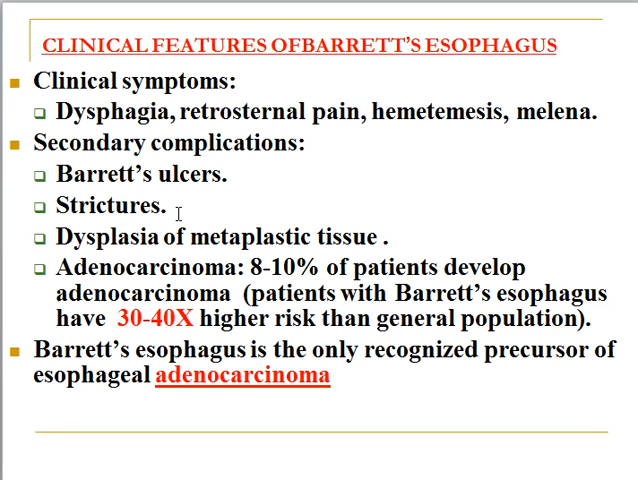 CLINICAL FEATURES OFBARRETT'S ESOPHAGUS
Clinical symptoms:
Dysphagia, retrosternal pain, hemetemesis, melena.
Secondary complications:
Barrett's ulcers.
Strictures.
Dysplasia of metaplastic tissue .
Adenocarcinoma: 8-10% of patients develop
adenocarcinoma (patients with Barrett's esophagus
have 30-40X higher risk than general population).
Barrett's esophagus is the only recognized precursor of
esophageal adenocarcinoma